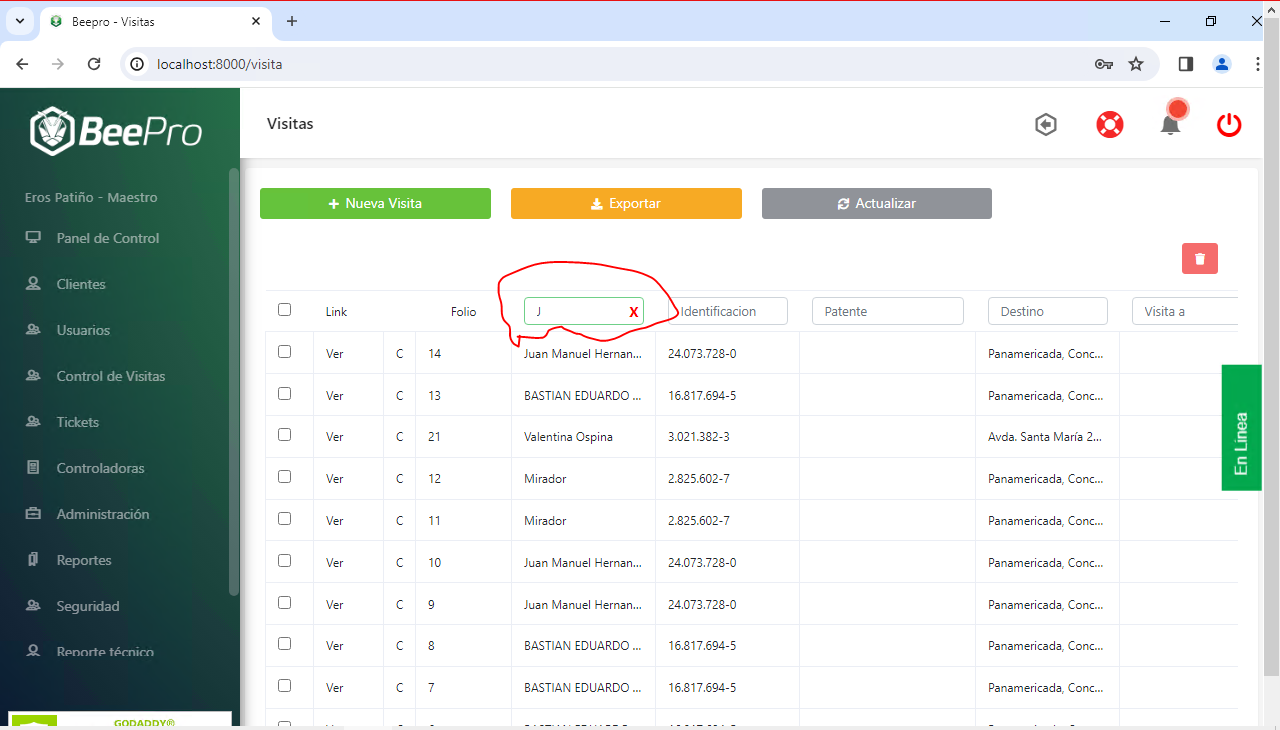 Beepro - Visitas
localhost:8000/visita
BeePro
Visitas
Eros Patiño - Maestro
Panel de Control
Clientes
Usuarios
Control de Visitas
Tickets
Controladoras
Administración
Reportes
Seguridad
Reporte técnico
GODADDY®
Nueva Visita Exportar Actualizar
Link Folio J X Identificacion Patente Destino Visita a
Ver C 14 Juan Manuel Hernan... 24.073.728-0 Panamericada, Conc...
Ver C 13 BASTIAN EDUARDO ... 16.817.694-5 Panamericada, Conc...
Ver C 21 Valentina Ospina 3.021.382-3 Avda. Santa María 2...
Ver C 12 Mirador 2.825.602-7 Panamericada, Conc...
Ver C 11 Mirador 2.825.602-7 Panamericada, Conc...
Ver C 10 Juan Manuel Hernan... 24.073.728-0 Panamericada, Conc...
Ver C 9 Juan Manuel Hernan... 24.073.728-0 Panamericada, Conc...
Ver C 8 BASTIAN EDUARDO ... 16.817.694-5 Panamericada, Conc...
Ver C 7 BASTIAN EDUARDO ... 16.817.694-5 Panamericada, Conc...
En Linea